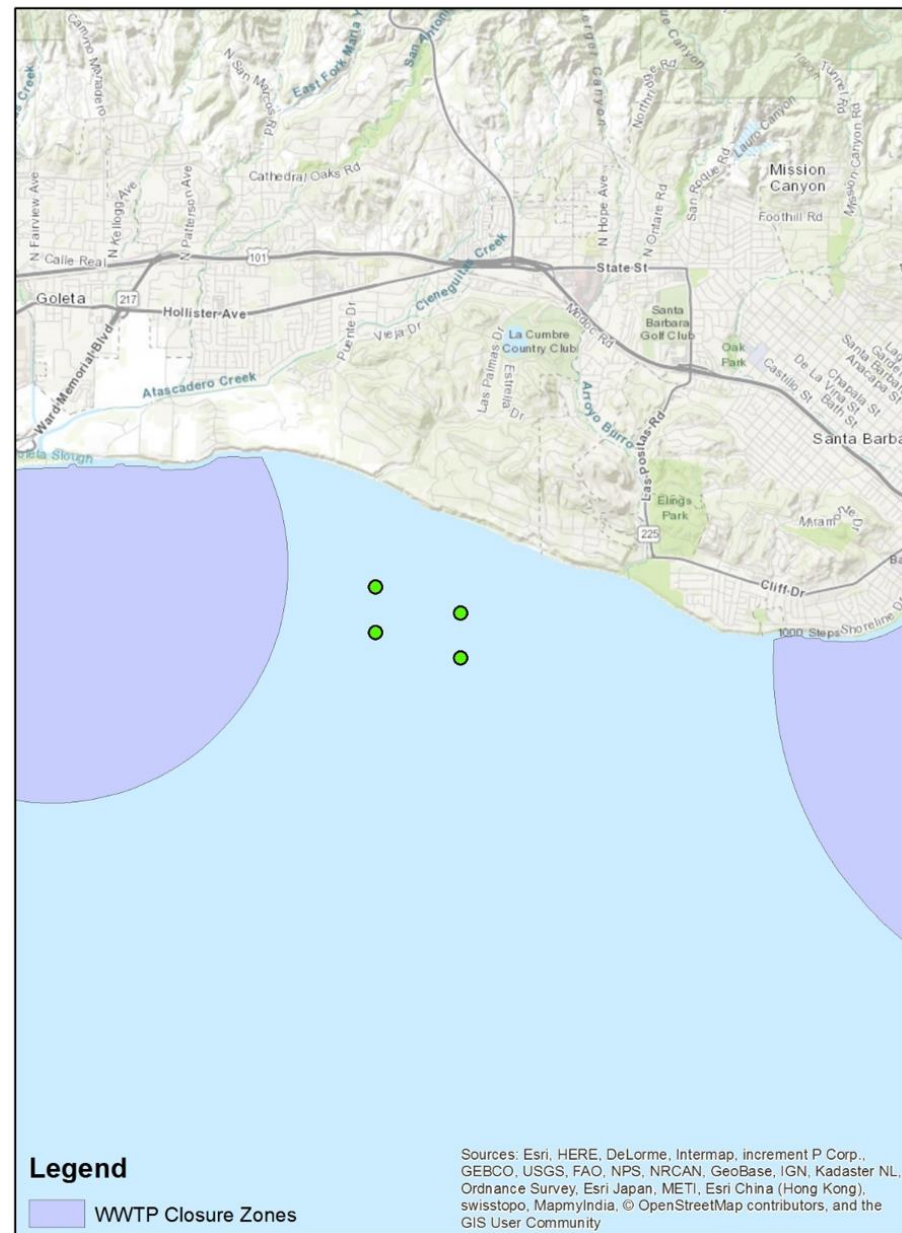 San Antonio
East Fork Maria Y
N San Marcos Rd
Camino Manadero
Northridge Rd
Tunnel Rd
Lauro Canyon
San Roque Rd
Mission Canyon Rd
Mission
Canyon
Cathedral Oaks Rd
N Fairview Ave
N Kellogg Ave
N Patterson Ave
N Hope Ave
N Ontare Rd
Foothill Rd
Calle Real
101
State St
Cieneguitas Creek
Goleta
217
Hollister Ave
Modoc Rd
Santa
Barbara
Golf Club
Puente Dr
Vieja Dr
La Cumbre
Country Club
Las Palmas Dr
Estrella Dr
Oak
Park
Ward Memorial Blvd
Atascadero Creek
Arroyo Burro
Castillo St
De La Vina St
Bath St
Chapala St
Anacapa St
Santa Barba
Las Positas Rd
Elings
Park
225
Cliff Dr
1000 Steps
Shoreline Dr
Legend
WWTP Closure Zones
Sources: Esri, HERE, DeLorme, Intermap, increment P Corp.,
GEBCO, USGS, FAO, NPS, NRCAN, GeoBase, IGN, Kadaster NL,
Ordnance Survey, Esri Japan, METI, Esri China (Hong Kong),
swisstopo, MapmyIndia, © OpenStreetMap contributors, and the
GIS User Community